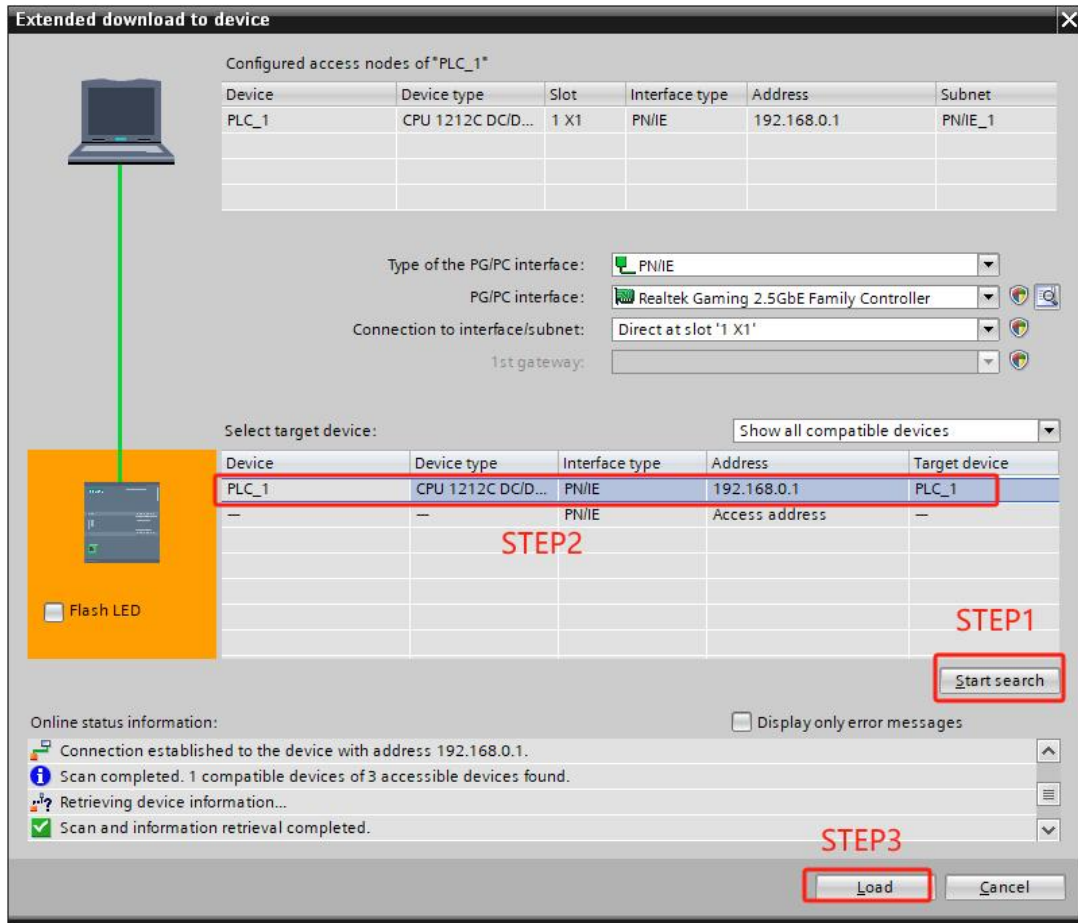 Extended download to device
Configured access nodes of "PLC_1"
Device Device type Slot Interface type Address Subnet
PLC_1 CPU 1212C DC/D... 1 X1 PN/IE 192.168.0.1 PN/IE_1
Type of the PG/PC interface: PN/IE
PG/PC interface: Realtek Gaming 2.5GbE Family Controller
Connection to interface/subnet: Direct at slot '1 X1'
1st gateway:
Select target device: Show all compatible devices
Device Device type Interface type Address Target device
PLC_1 CPU 1212C DC/D... PN/IE 192.168.0.1 PLC_1
— — PN/IE Access address —
STEP2
Flash LED
STEP1
Start search
Online status information: Display only error messages
Connection established to the device with address 192.168.0.1.
Scan completed. 1 compatible devices of 3 accessible devices found.
Retrieving device information...
Scan and information retrieval completed.
STEP3
Load Cancel